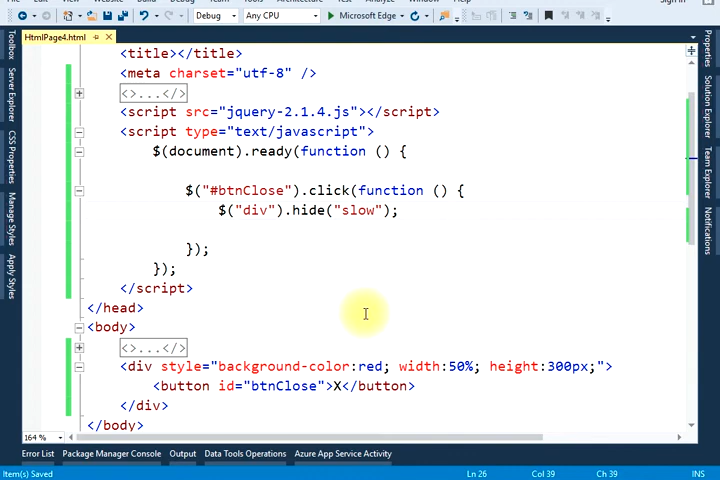 Debug
Any CPU
Microsoft Edge
HtmlPage4.html
<title></title>
<meta charset="utf-8" />
<>...</>
<script src="jquery-2.1.4.js"></script>
<script type="text/javascript">
$(document).ready(function () {
$("#btnClose").click(function () {
$("div").hide("slow");
});
});
</script>
</head>
<body>
<>...</>
<div style="background-color:red; width:50%; height:300px;">
<button id="btnClose">X</button>
</div>
</body>
Toolbox
Server Explorer
CSS Properties
Manage Styles
Apply Styles
Properties
Solution Explorer
Team Explorer
Notifications
164 %
Error List
Package Manager Console
Output
Data Tools Operations
Azure App Service Activity
Item(s) Saved
Ln 26
Col 39
Ch 39
INS